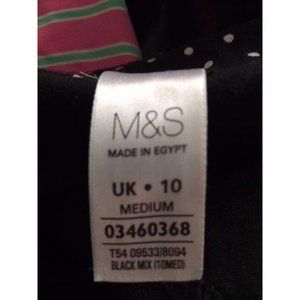 M&S
MADE IN EGYPT
UK • 10
MEDIUM
03460368
T54 09533/8094
BLACK MIX (10MED)